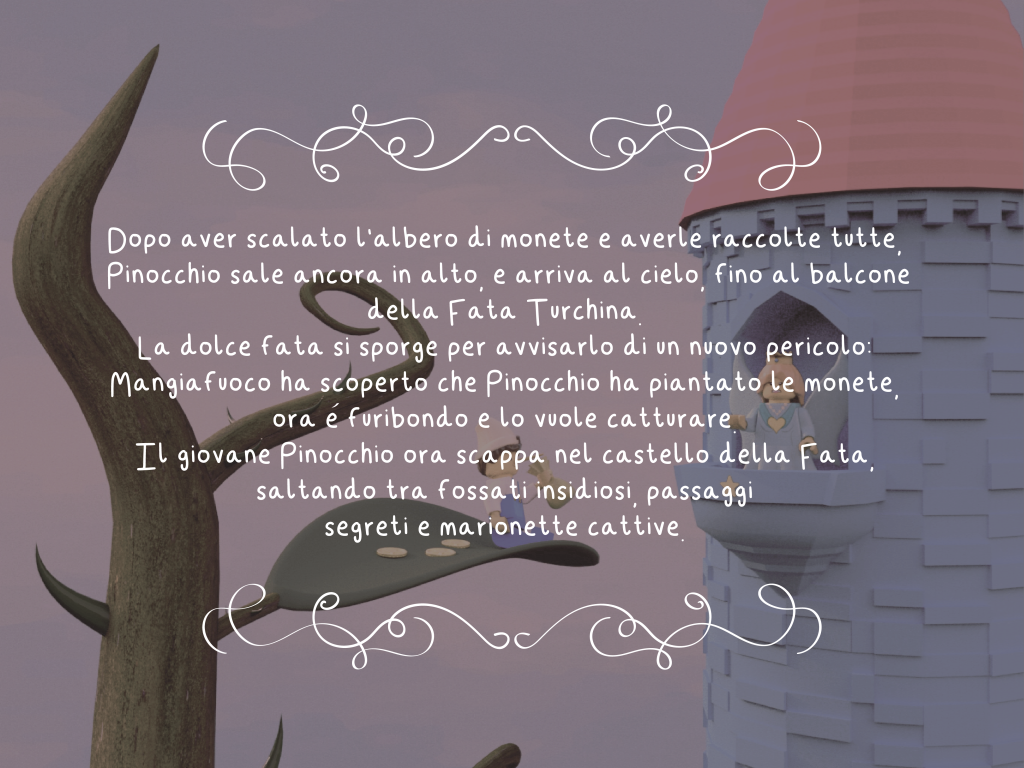 Dopo aver scalato l'albero di monete e averle raccolte tutte,
Pinocchio sale ancora in alto, e arriva al cielo, fino al balcone
della Fata Turchina.
La dolce fata si sporge per avvisarlo di un nuovo pericolo:
Mangiafuoco ha scoperto che Pinocchio ha piantato le monete,
ora é furibondo e lo vuole catturare.
Il giovane Pinocchio ora scappa nel castello della Fata,
saltando tra fossati insidiosi, passaggi
segreti e marionette cattive.